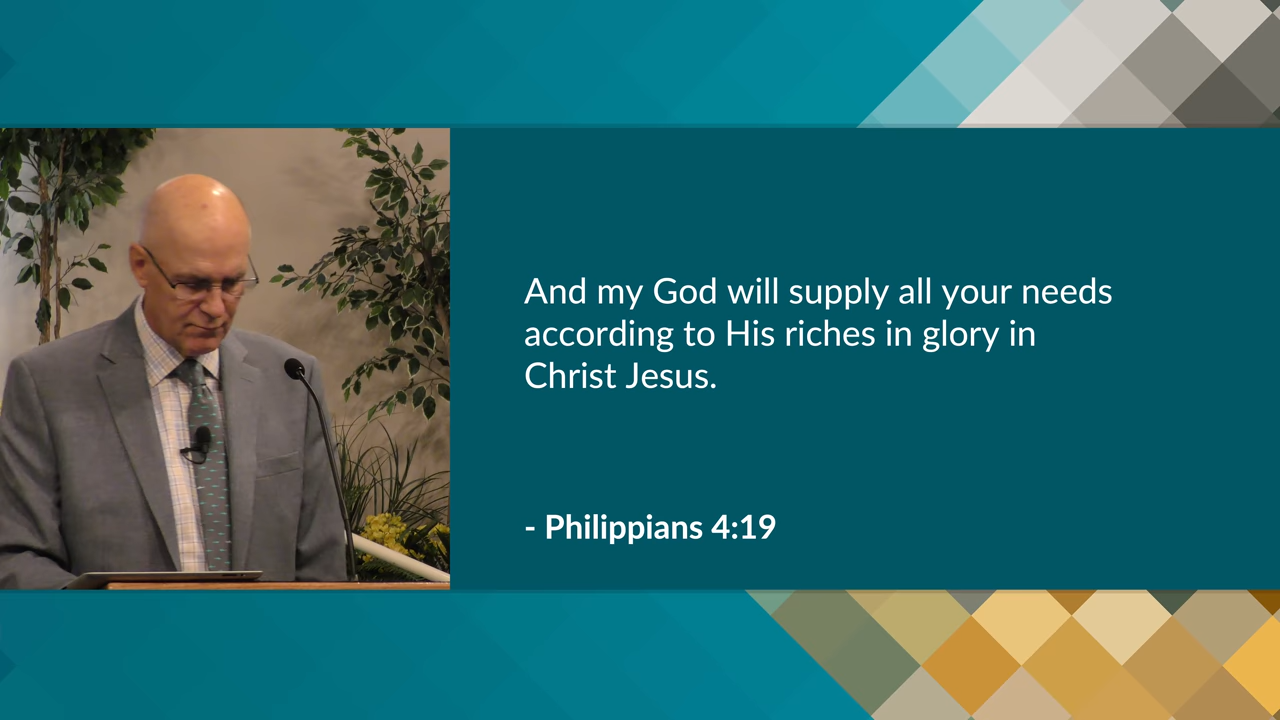 And my God will supply all your needs
according to His riches in glory in
Christ Jesus.
- Philippians 4:19